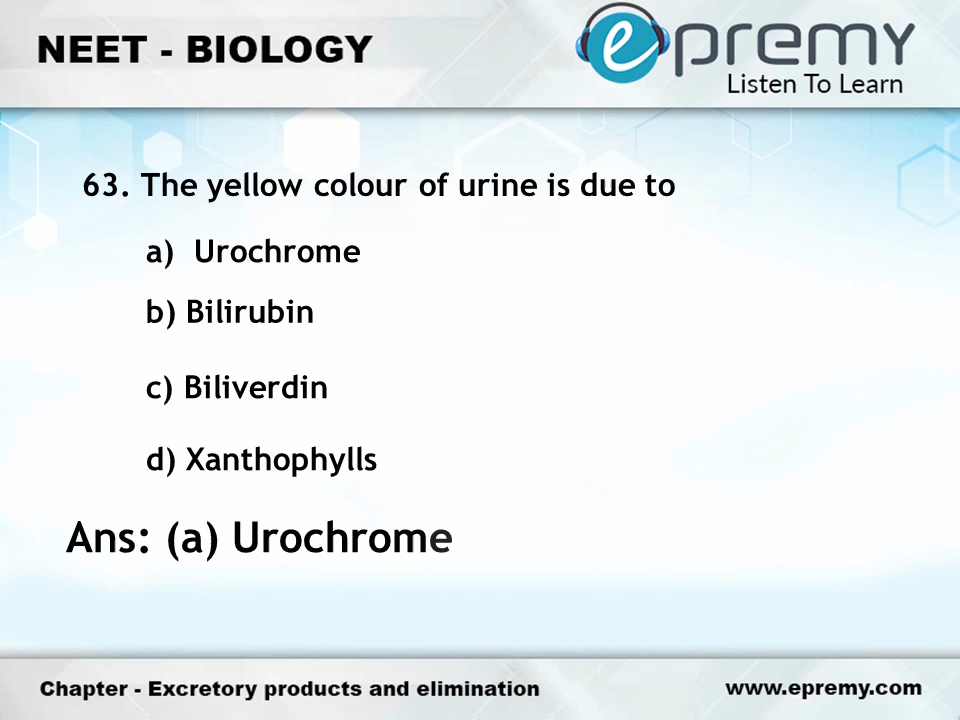 NEET - BIOLOGY
epremy
Listen To Learn
63. The yellow colour of urine is due to
a) Urochrome
b) Bilirubin
c) Biliverdin
d) Xanthophylls
Ans: (a) Urochrome
Chapter - Excretory products and elimination
www.epremy.com